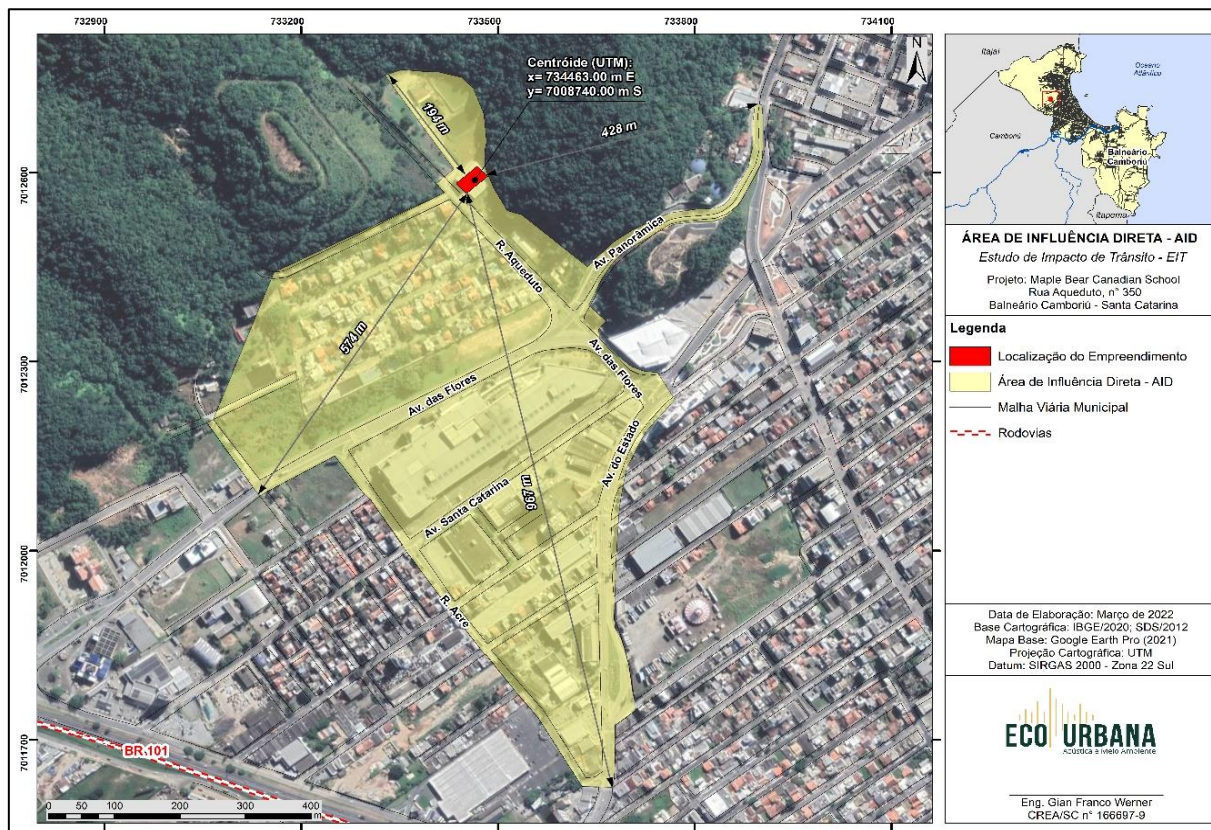 732900
733200
733500
733800
734100
7012600
7012300
7012000
7011700
Centróide (UTM):
x= 734463.00 m E
y= 7008740.00 m S
194 m
428 m
N
574 m
967 m
R. Aqueduto
Av. Panorâmica
Av. das Flores
Av. das Flores
Av. do Estado
Av. Santa Catarina
R. Acre
BR 101
0 50 100 200 300 400
m
Itajaí
Oceano
Atlântico
Camboriú
Balneário
Camboriú
Itapema
ÁREA DE INFLUÊNCIA DIRETA - AID
Estudo de Impacto de Trânsito - EIT
Projeto: Maple Bear Canadian School
Rua Aqueduto, n° 350
Balneário Camboriú - Santa Catarina
Legenda
Localização do Empreendimento
Área de Influência Direta - AID
Malha Viária Municipal
Rodovias
Data de Elaboração: Março de 2022
Base Cartográfica: IBGE/2020; SDS/2012
Mapa Base: Google Earth Pro (2021)
Projeção Cartográfica: UTM
Datum: SIRGAS 2000 - Zona 22 Sul
ECO URBANA
Acústica e Meio Ambiente
Eng. Gian Franco Werner
CREA/SC n° 166697-9